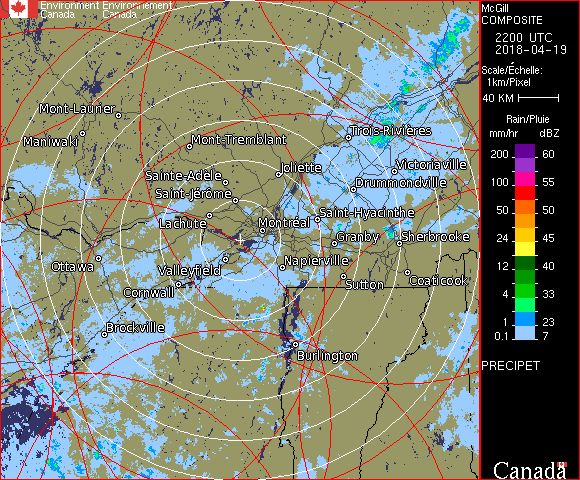 Environment Environnement
Canada Canada
McGill
COMPOSITE
2200 UTC
2018-04-19
Scale/Échelle:
1km/Pixel
40 KM
Rain/Pluie
mm/hr dBZ
200 60
100 55
50 50
24 45
12 40
4 33
1 23
0.1 7
PRECIPET
Canada
Mont-Laurier
Maniwaki
Mont-Tremblant
Trois-Rivières
Sainte-Adèle
Joliette
Victoriaville
Saint-Jérôme
Drummondville
Lachute
Montréal
Saint-Hyacinthe
Granby
Sherbrooke
Ottawa
Valleyfield
Napierville
Cornwall
Sutton
Coaticook
Brockville
Burlington